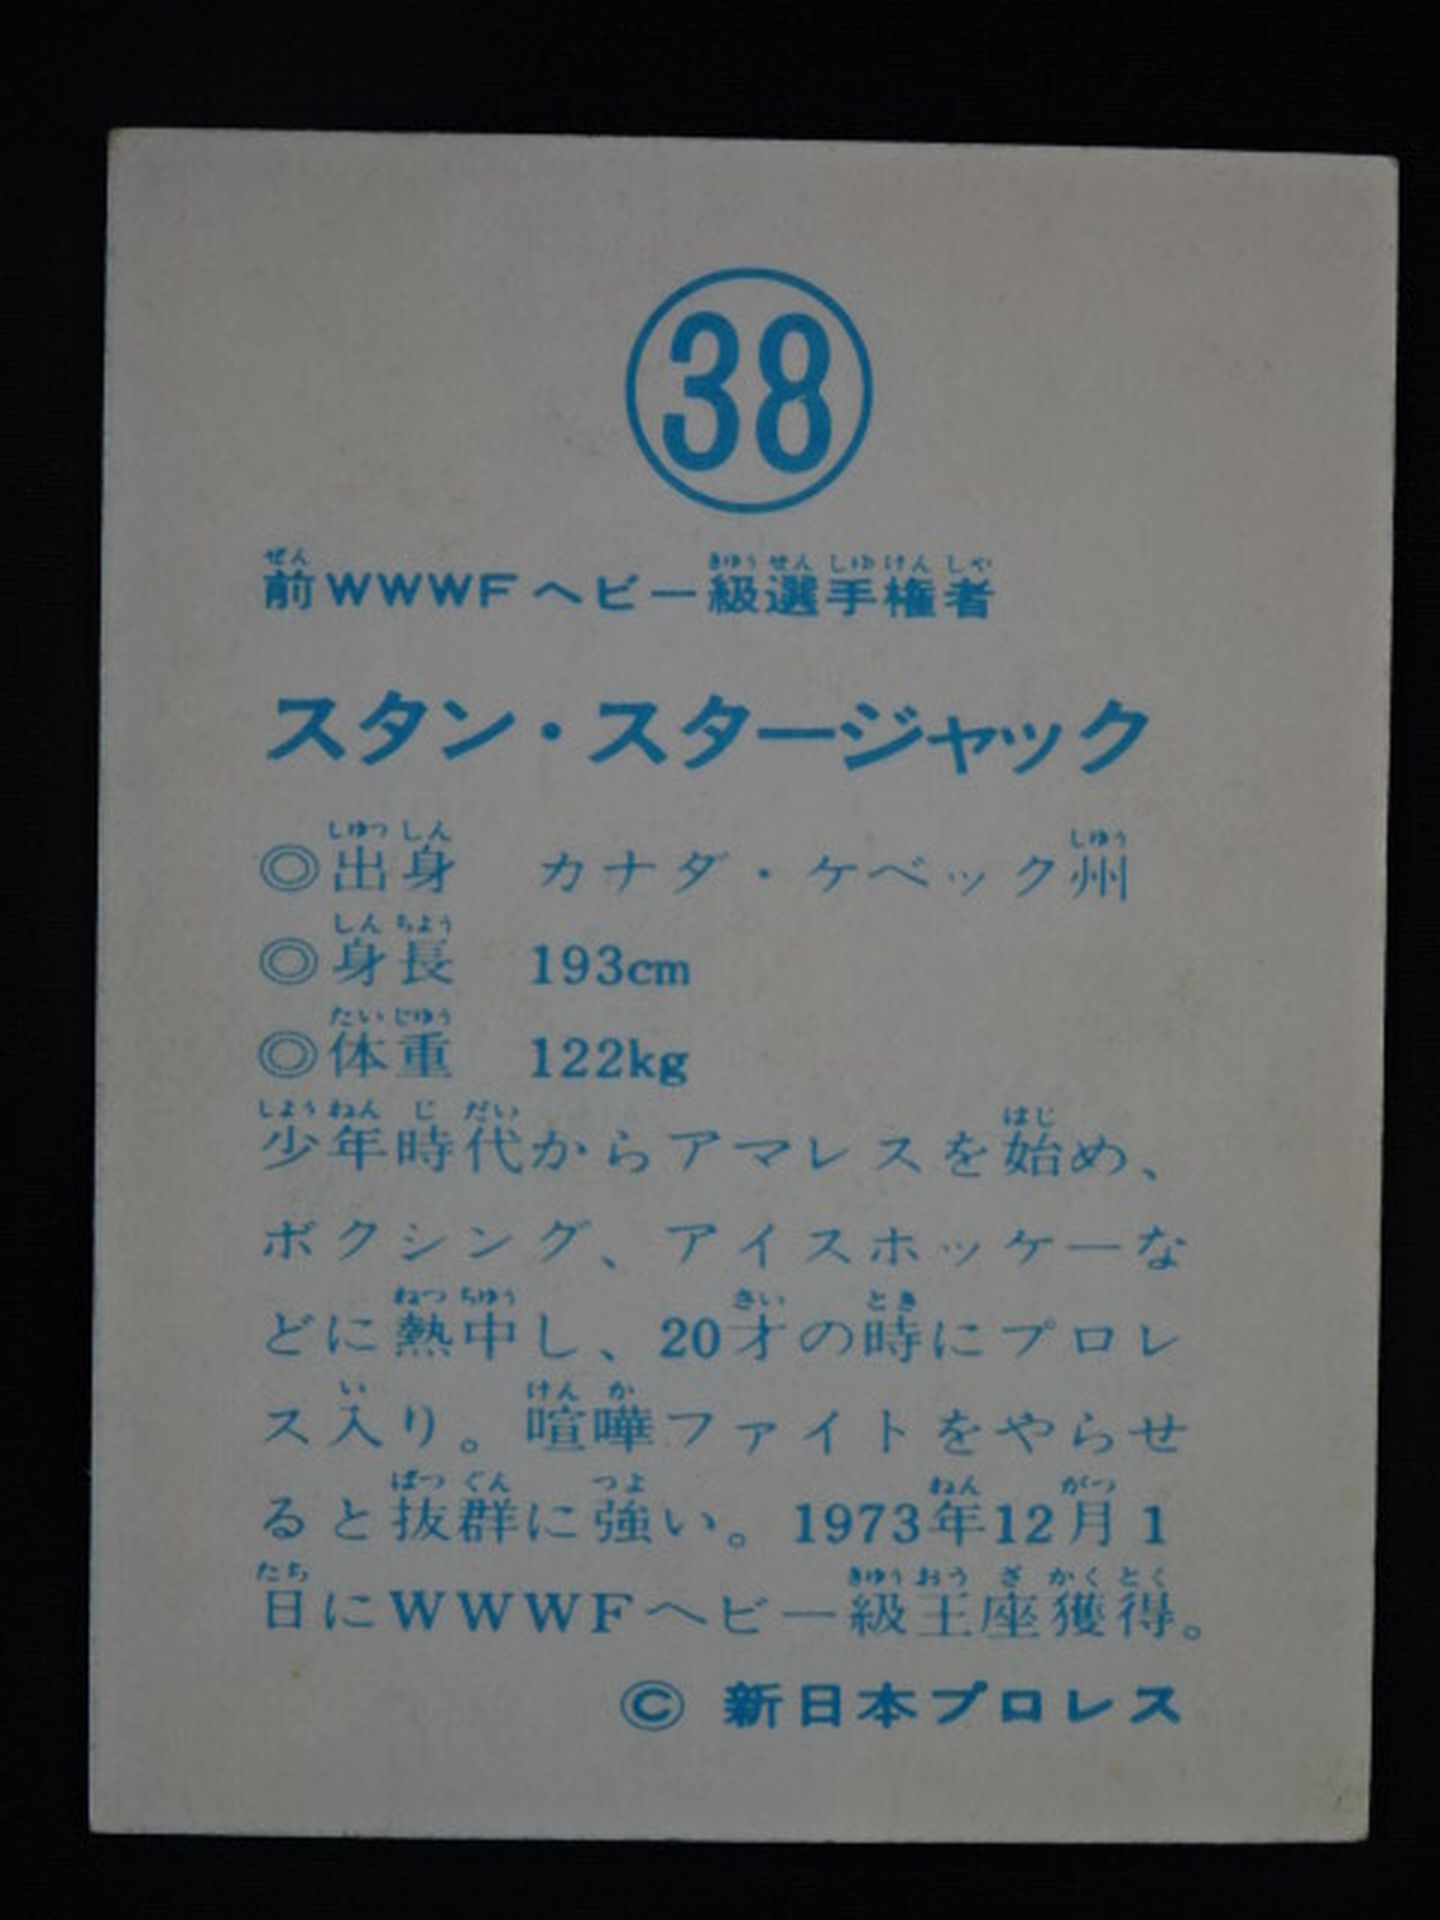 38
前WWWFヘビー級選手権者
スタン・スタージャック
◎出身　カナダ・ケベック州
◎身長　193cm
◎体重　122kg
少年時代からアマレスを始め、
ボクシング、アイスホッケーな
どに熱中し、20才の時にプロレ
ス入り。喧嘩ファイトをやらせ
ると抜群に強い。1973年12月1
日にWWWFヘビー級王座獲得。
© 新日本プロレス